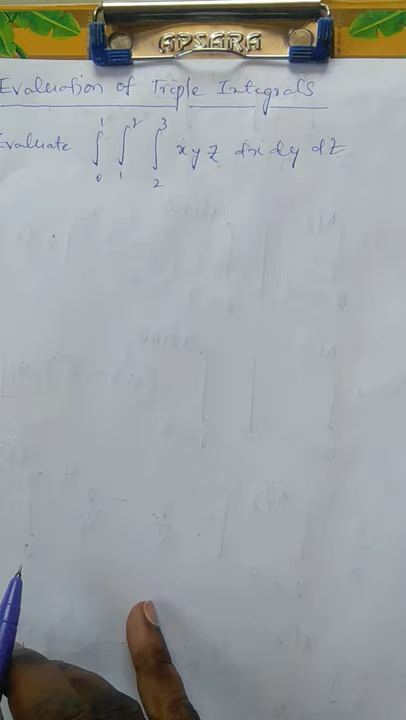 APSARA
Evaluation of Triple Integrals
Evaluate ∫₀¹ ∫₁² ∫₂³ xyz dx dy dz